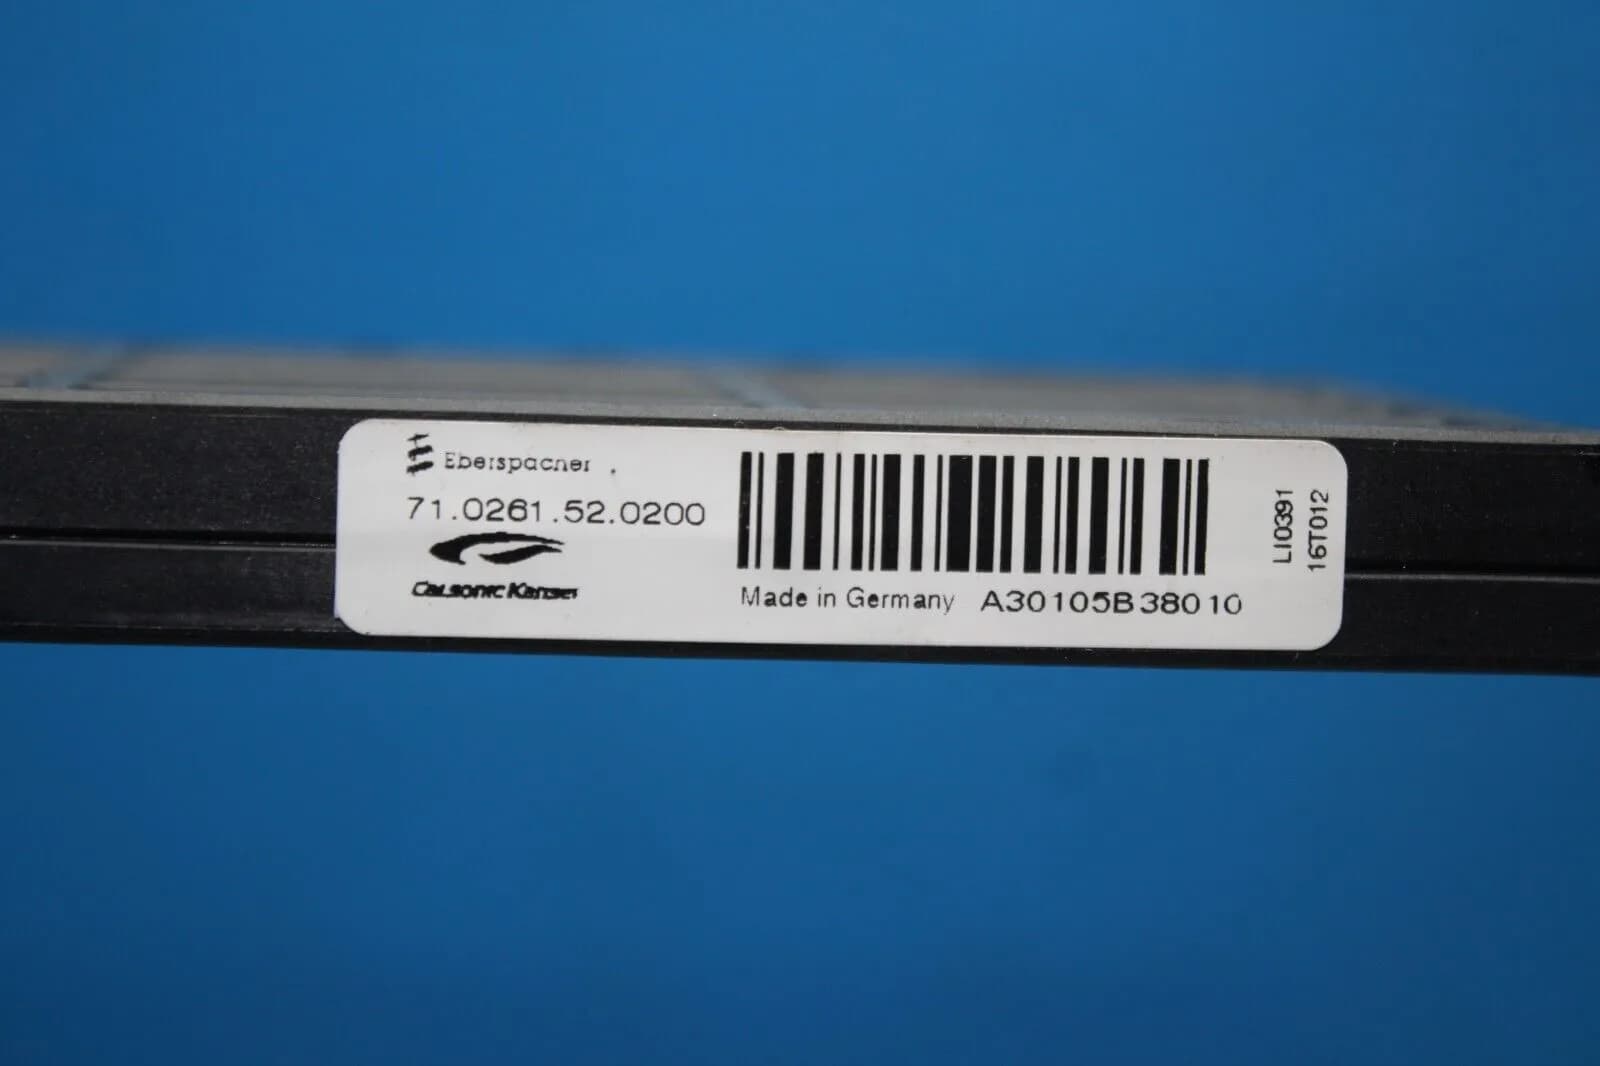 Eberspächer
71.0261.52.0200
Calsonic Kansei
Made in Germany A30105B38010
LI0391
16T012